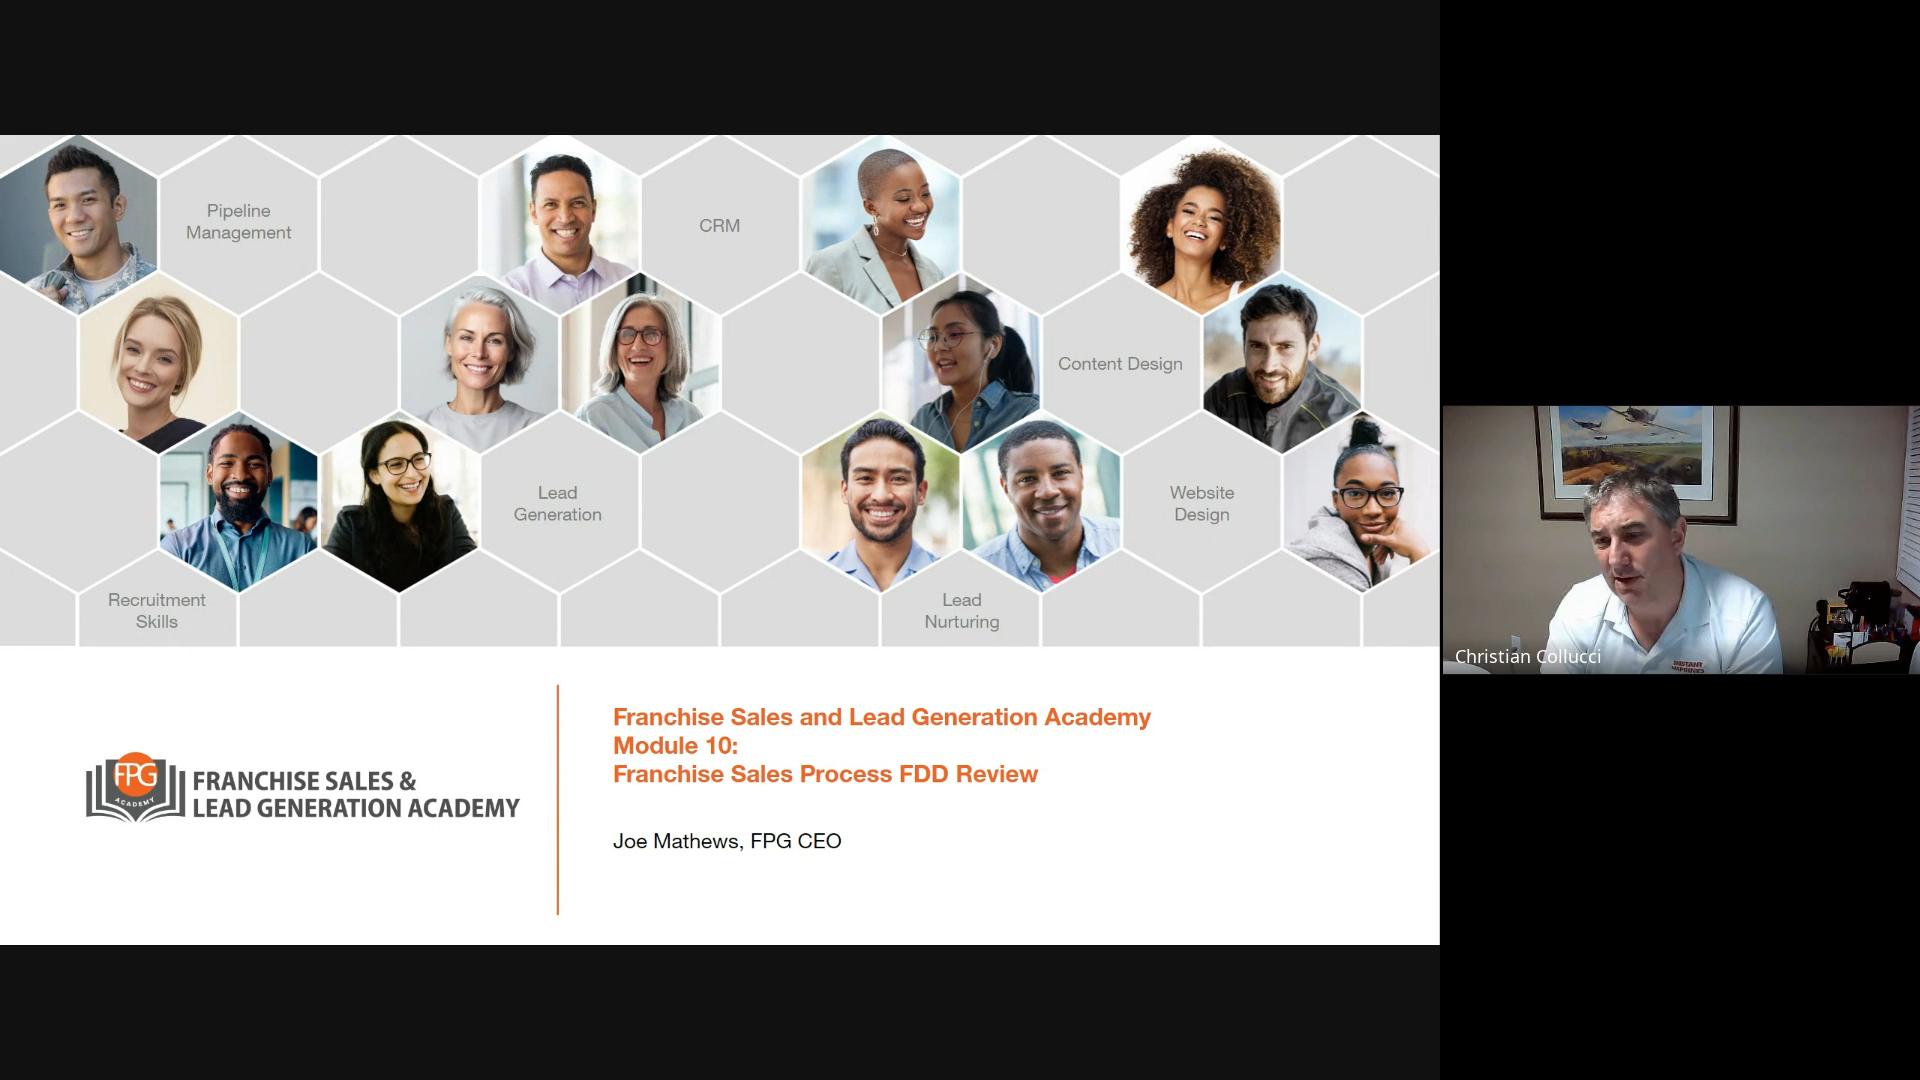 Pipeline
Management
CRM
Content Design
Lead
Generation
Website
Design
Recruitment
Skills
Lead
Nurturing
FPG
ACADEMY
FRANCHISE SALES &
LEAD GENERATION ACADEMY
Franchise Sales and Lead Generation Academy
Module 10:
Franchise Sales Process FDD Review
Joe Mathews, FPG CEO
Christian Collucci
INSTANT